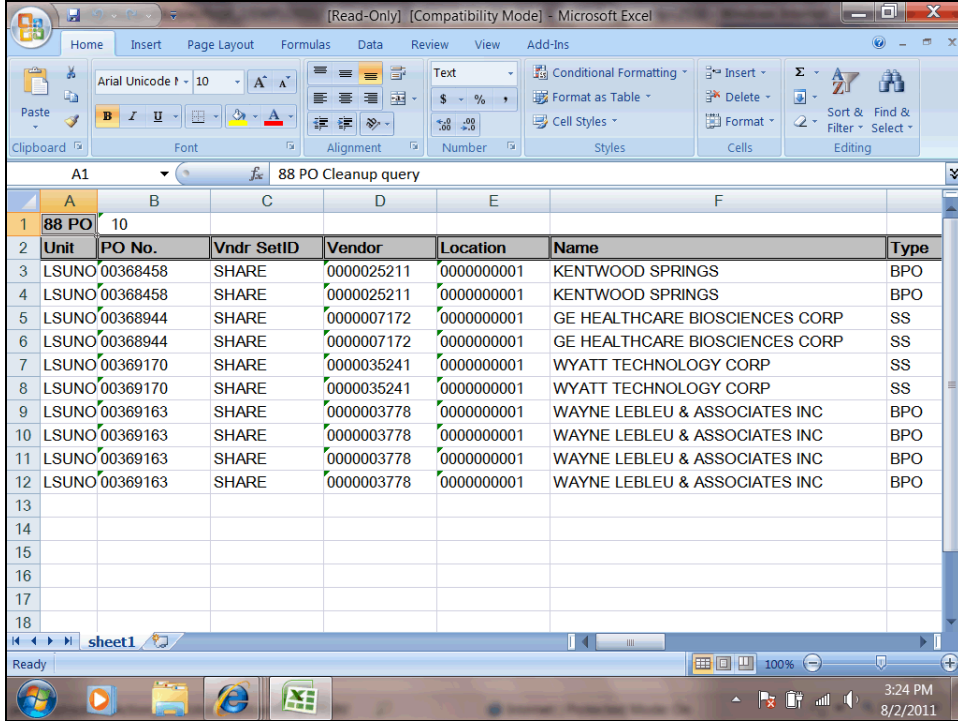 [Read-Only] [Compatibility Mode] - Microsoft Excel
Home Insert Page Layout Formulas Data Review View Add-Ins
Paste
Arial Unicode M 10
A A
B I U A
Text
$ % ,
.0 .00
.00 .0
Conditional Formatting
Format as Table
Cell Styles
Insert
Delete
Format
Σ
Sort & Filter
Find & Select
Clipboard Font Alignment Number Styles Cells Editing
A1 fx 88 PO Cleanup query
A B C D E F
1 88 PO 10
2 Unit PO No. Vndr SetID Vendor Location Name Type
3 LSUNO 00368458 SHARE 0000025211 0000000001 KENTWOOD SPRINGS BPO
4 LSUNO 00368458 SHARE 0000025211 0000000001 KENTWOOD SPRINGS BPO
5 LSUNO 00368944 SHARE 0000007172 0000000001 GE HEALTHCARE BIOSCIENCES CORP SS
6 LSUNO 00368944 SHARE 0000007172 0000000001 GE HEALTHCARE BIOSCIENCES CORP SS
7 LSUNO 00369170 SHARE 0000035241 0000000001 WYATT TECHNOLOGY CORP SS
8 LSUNO 00369170 SHARE 0000035241 0000000001 WYATT TECHNOLOGY CORP SS
9 LSUNO 00369163 SHARE 0000003778 0000000001 WAYNE LEBLEU & ASSOCIATES INC BPO
10 LSUNO 00369163 SHARE 0000003778 0000000001 WAYNE LEBLEU & ASSOCIATES INC BPO
11 LSUNO 00369163 SHARE 0000003778 0000000001 WAYNE LEBLEU & ASSOCIATES INC BPO
12 LSUNO 00369163 SHARE 0000003778 0000000001 WAYNE LEBLEU & ASSOCIATES INC BPO
13
14
15
16
17
18
sheet1
Ready 100%
3:24 PM
8/2/2011